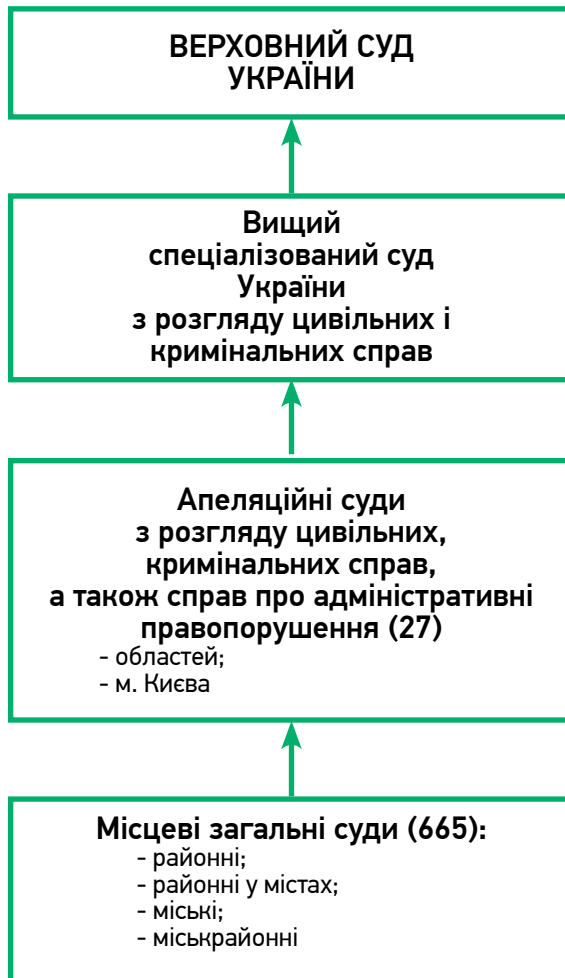 ВЕРХОВНИЙ СУД
УКРАЇНИ
Вищий
спеціалізований суд
України
з розгляду цивільних і
кримінальних справ
Апеляційні суди
з розгляду цивільних,
кримінальних справ,
а також справ про адміністративні
правопорушення (27)
- областей;
- м. Києва
Місцеві загальні суди (665):
- районні;
- районні у містах;
- міські;
- міськрайонні